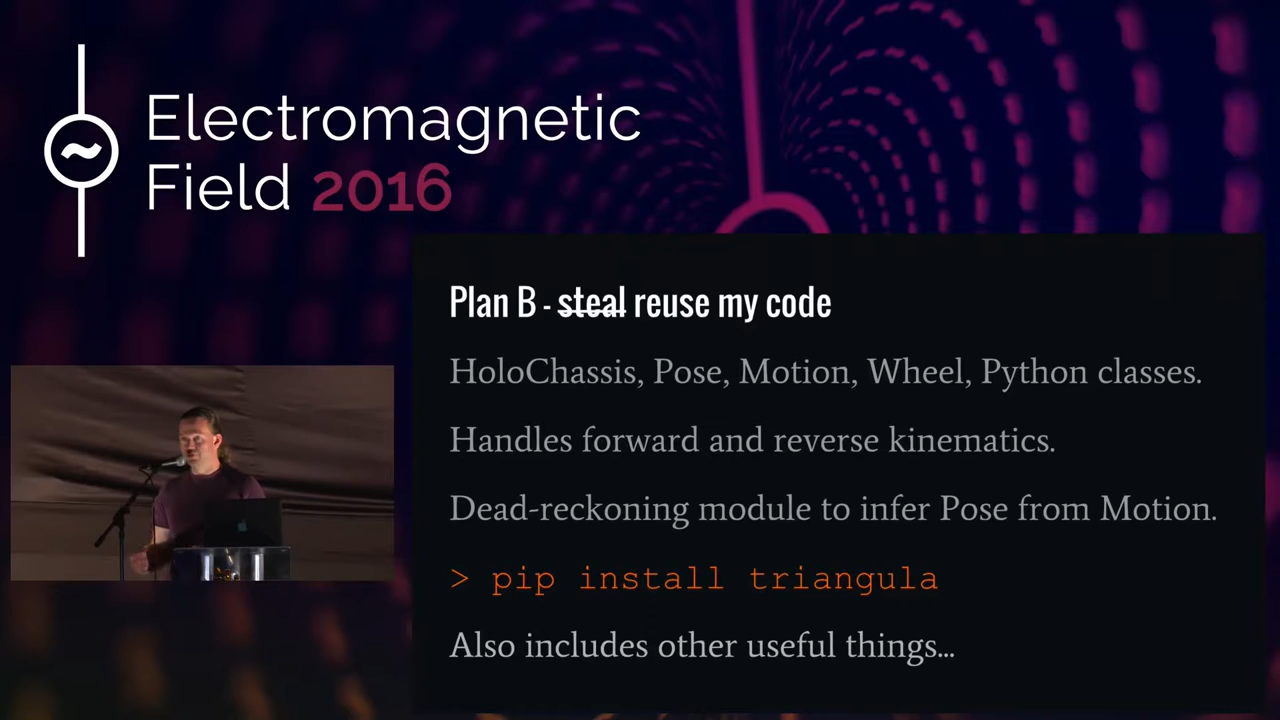 Electromagnetic
Field 2016
Plan B - steal reuse my code
HoloChassis, Pose, Motion, Wheel, Python classes.
Handles forward and reverse kinematics.
Dead-reckoning module to infer Pose from Motion.
> pip install triangula
Also includes other useful things…